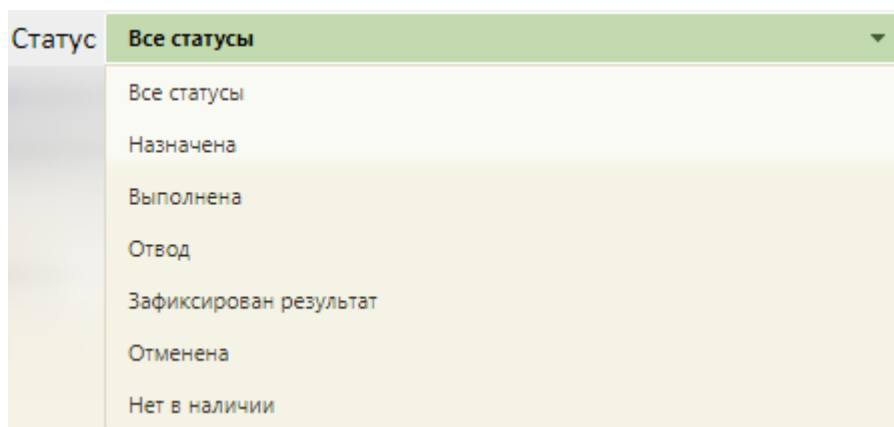 Статус Все статусы
Все статусы
Назначена
Выполнена
Отвод
Зафиксирован результат
Отменена
Нет в наличии